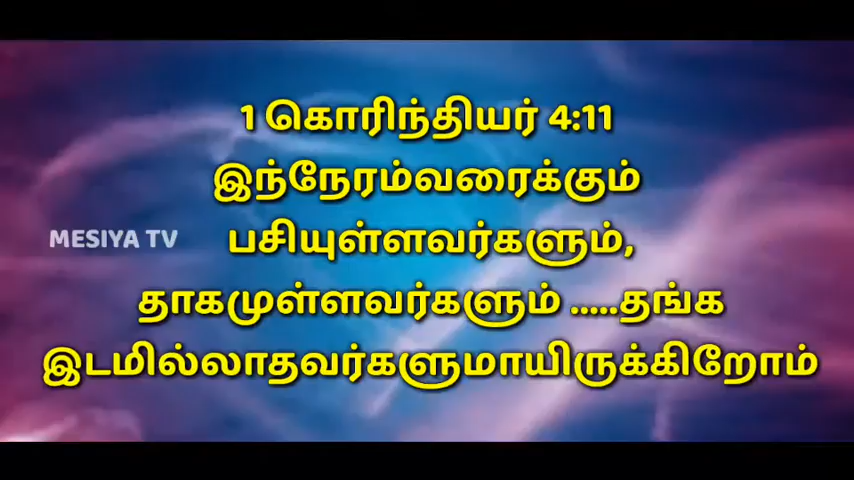 1 கொரிந்தியர் 4:11
இந்நேரம்வரைக்கும்
MESIYA TV
பசியுள்ளவர்களும்,
தாகமுள்ளவர்களும் .....தங்க
இடமில்லாதவர்களுமாயிருக்கிறோம்